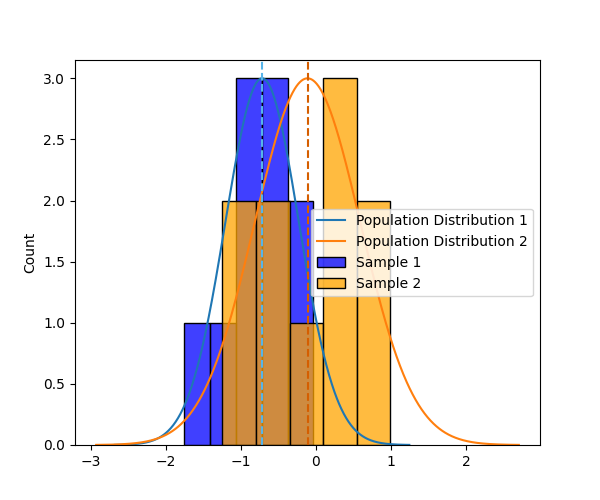 3.0
2.5
2.0
1.5
1.0
0.5
0.0
Count
Population Distribution 1
Population Distribution 2
Sample 1
Sample 2
−3 −2 −1 0 1 2